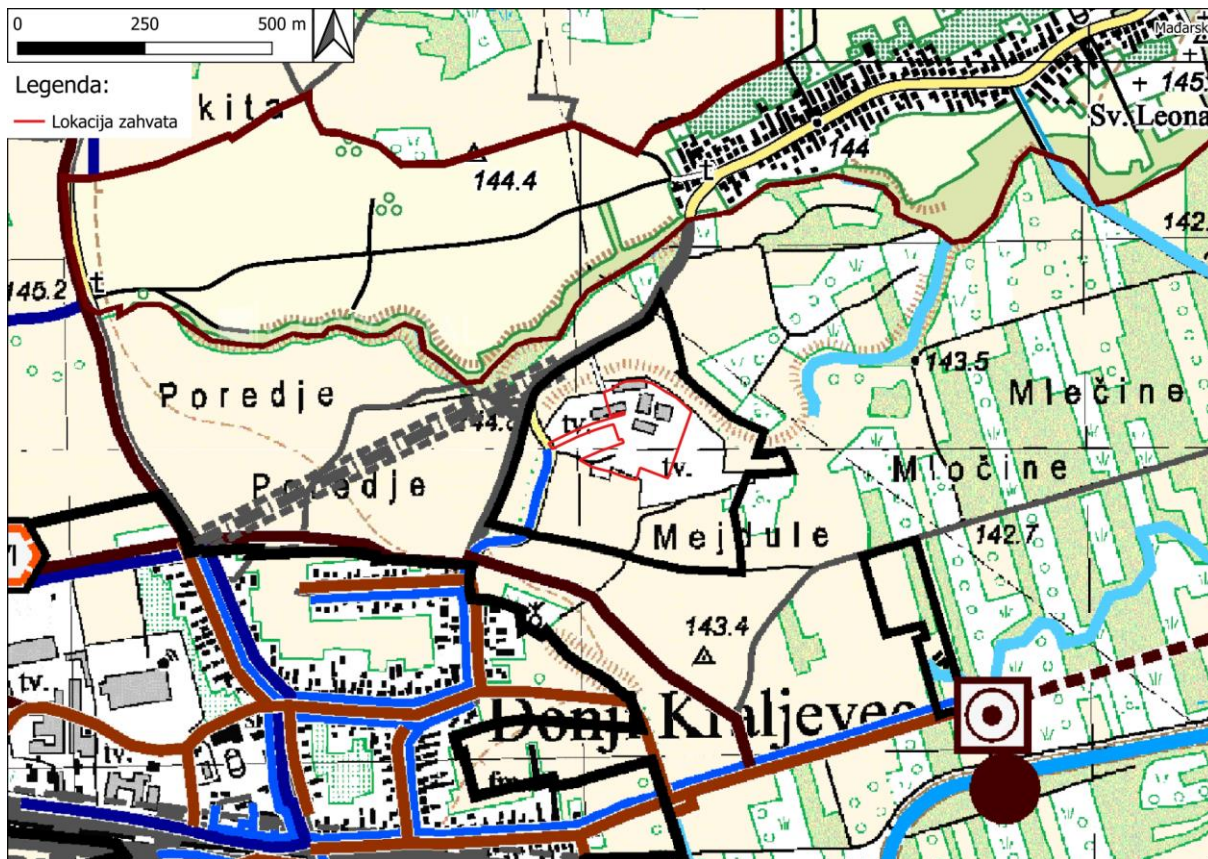 0 250 500 m
Mađarsk
Legenda:
Lokacija zahvata
kita
145.
Sv. Leona
144
t
144.4
142.
t
145.2
143.5
Poredje
Mlečine
tv.
tv.
Poredje
Mločine
Mejdule
142.7
143.4
tv.
Donji Kraljevec
tv.